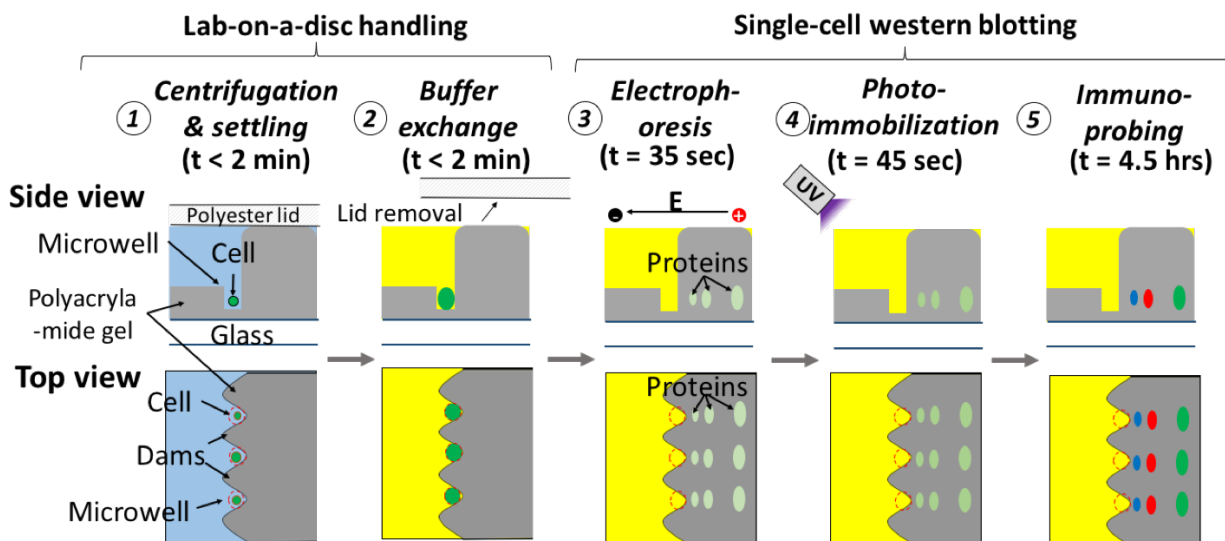 Lab-on-a-disc handling
Single-cell western blotting
1
Centrifugation
& settling
(t < 2 min)
2
Buffer
exchange
(t < 2 min)
3
Electroph-
oresis
(t = 35 sec)
4
Photo-
immobilization
(t = 45 sec)
5
Immuno-
probing
(t = 4.5 hrs)
Side view
Polyester lid
Lid removal
- E +
UV
Microwell
Cell
Proteins
Polyacryla
-mide gel
Glass
Top view
Cell
Proteins
Dams
Microwell